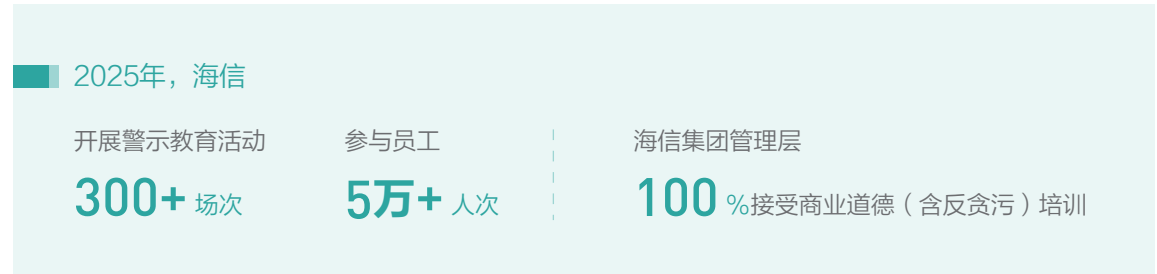 2025年，海信
开展警示教育活动
300+ 场次
参与员工
5万+ 人次
海信集团管理层
100 %接受商业道德（含反贪污）培训